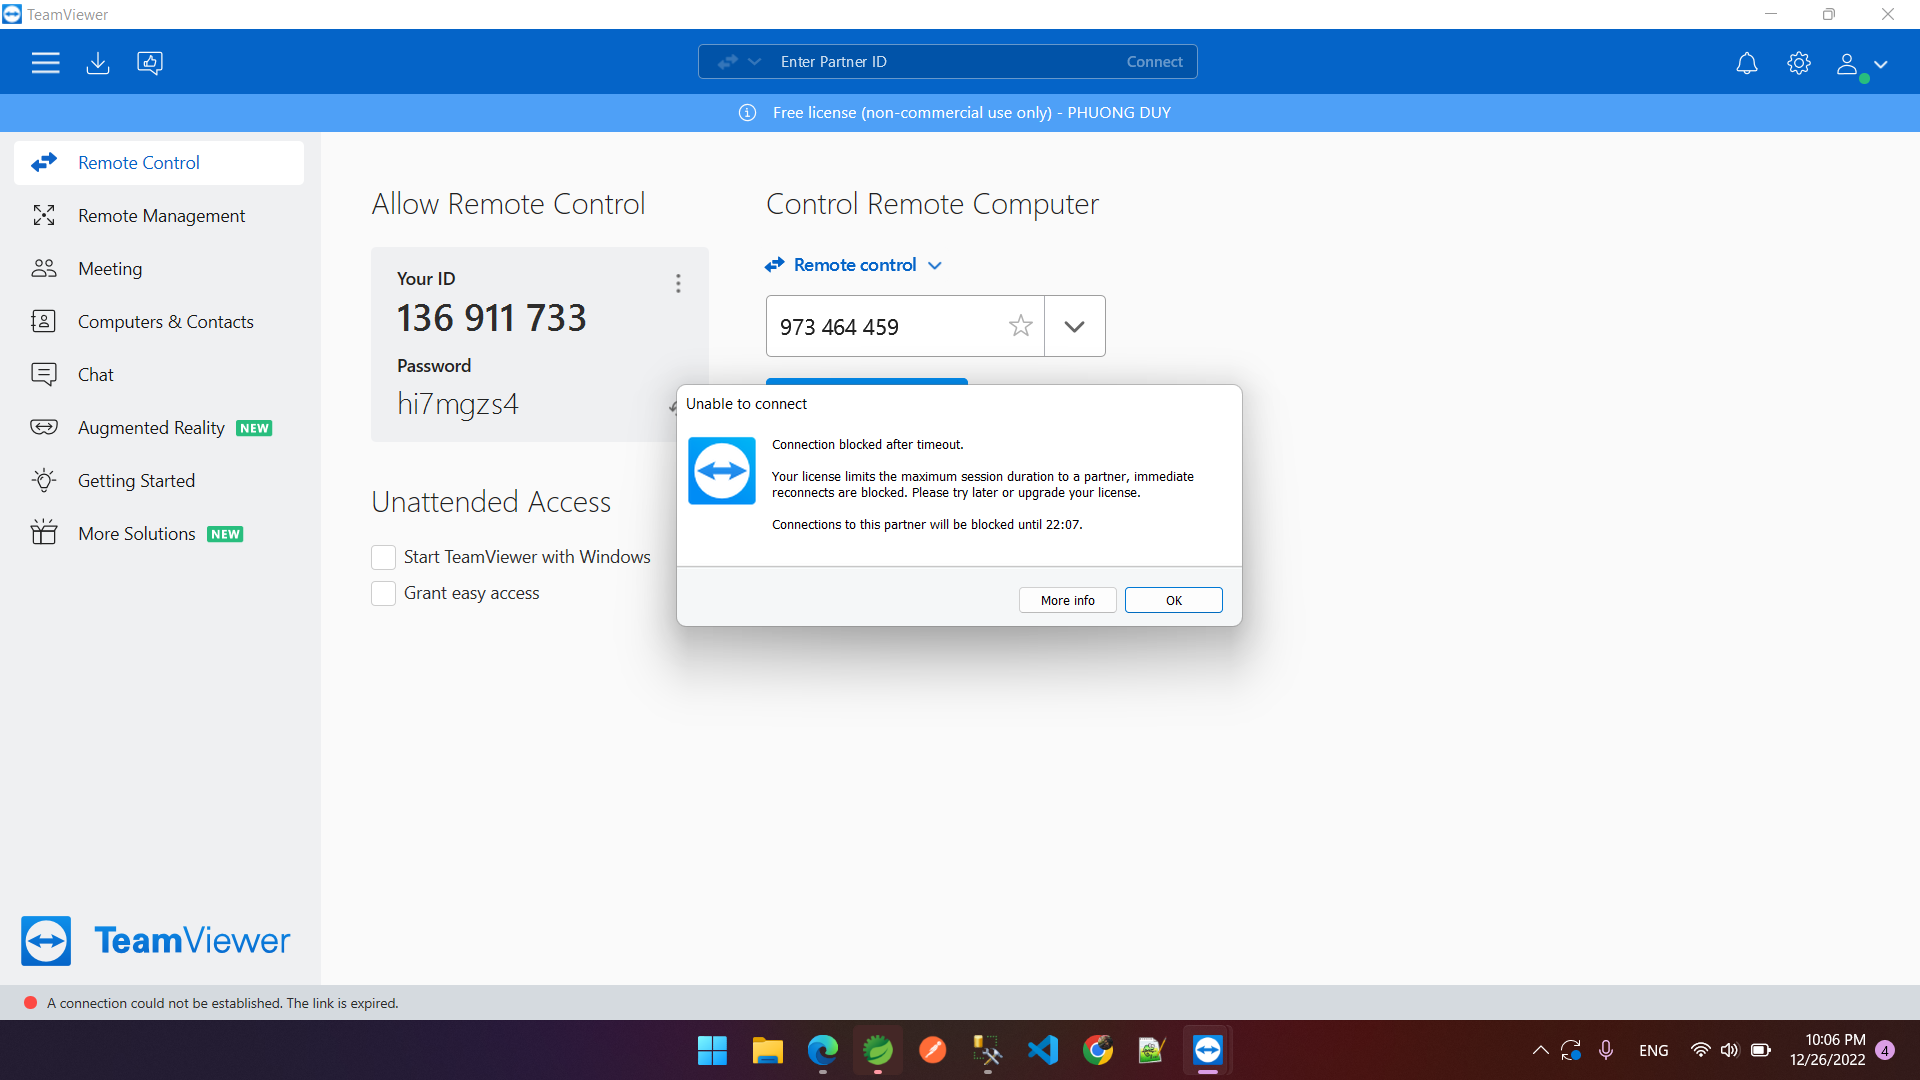 TeamViewer
Enter Partner ID
Connect
Free license (non-commercial use only) - PHUONG DUY
Remote Control
Remote Management
Meeting
Computers & Contacts
Chat
Augmented Reality NEW
Getting Started
More Solutions NEW
Allow Remote Control
Your ID
136 911 733
Password
hi7mgzs4
Unattended Access
Start TeamViewer with Windows
Grant easy access
Control Remote Computer
Remote control
973 464 459
Unable to connect
Connection blocked after timeout.
Your license limits the maximum session duration to a partner, immediate
reconnects are blocked. Please try later or upgrade your license.
Connections to this partner will be blocked until 22:07.
More info
OK
TeamViewer
A connection could not be established. The link is expired.
ENG
10:06 PM
12/26/2022
4